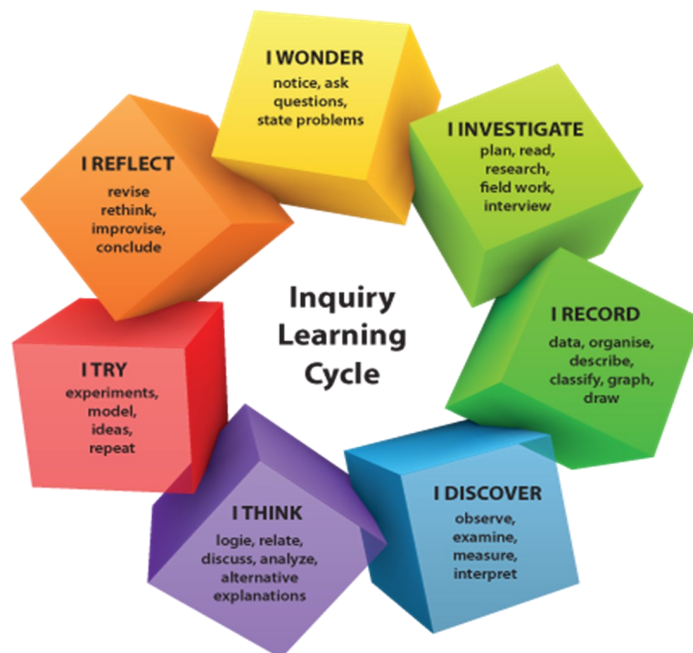 I WONDER
notice, ask
questions,
state problems
I INVESTIGATE
plan, read,
research,
field work,
interview
I RECORD
data, organise,
describe,
classify, graph,
draw
I DISCOVER
observe,
examine,
measure,
interpret
I THINK
logie, relate,
discuss, analyze,
alternative
explanations
I TRY
experiments,
model,
ideas,
repeat
I REFLECT
revise
rethink,
improvise,
conclude
Inquiry
Learning
Cycle